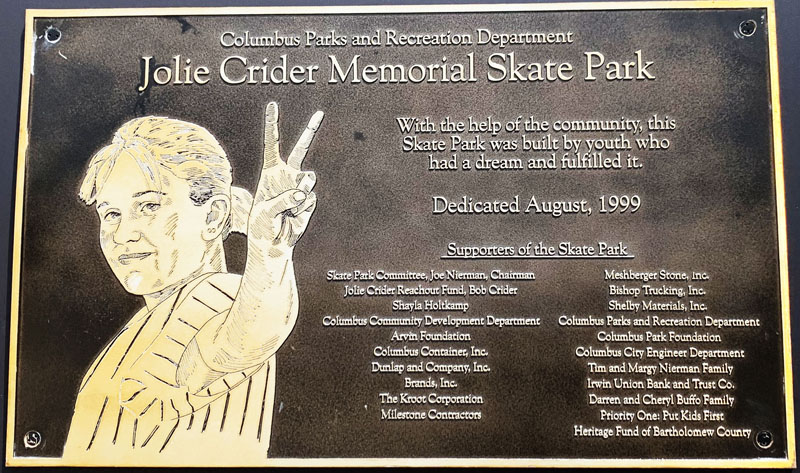 Columbus Parks and Recreation Department
Jolie Crider Memorial Skate Park
With the help of the community, this
Skate Park was built by youth who
had a dream and fulfilled it.
Dedicated August, 1999
Supporters of the Skate Park
Skate Park Committee, Joe Nierman, Chairman
Jolie Crider Reachout Fund, Bob Crider
Shayla Holtkamp
Columbus Community Development Department
Arvin Foundation
Columbus Container, Inc.
Dunlap and Company, Inc.
Brands, Inc.
The Kroot Corporation
Milestone Contractors
Meshberger Stone, Inc.
Bishop Trucking, Inc.
Shelby Materials, Inc.
Columbus Parks and Recreation Department
Columbus Park Foundation
Columbus City Engineer Department
Tim and Margy Nierman Family
Irwin Union Bank and Trust Co.
Darren and Cheryl Buffo Family
Priority One: Put Kids First
Heritage Fund of Bartholomew County